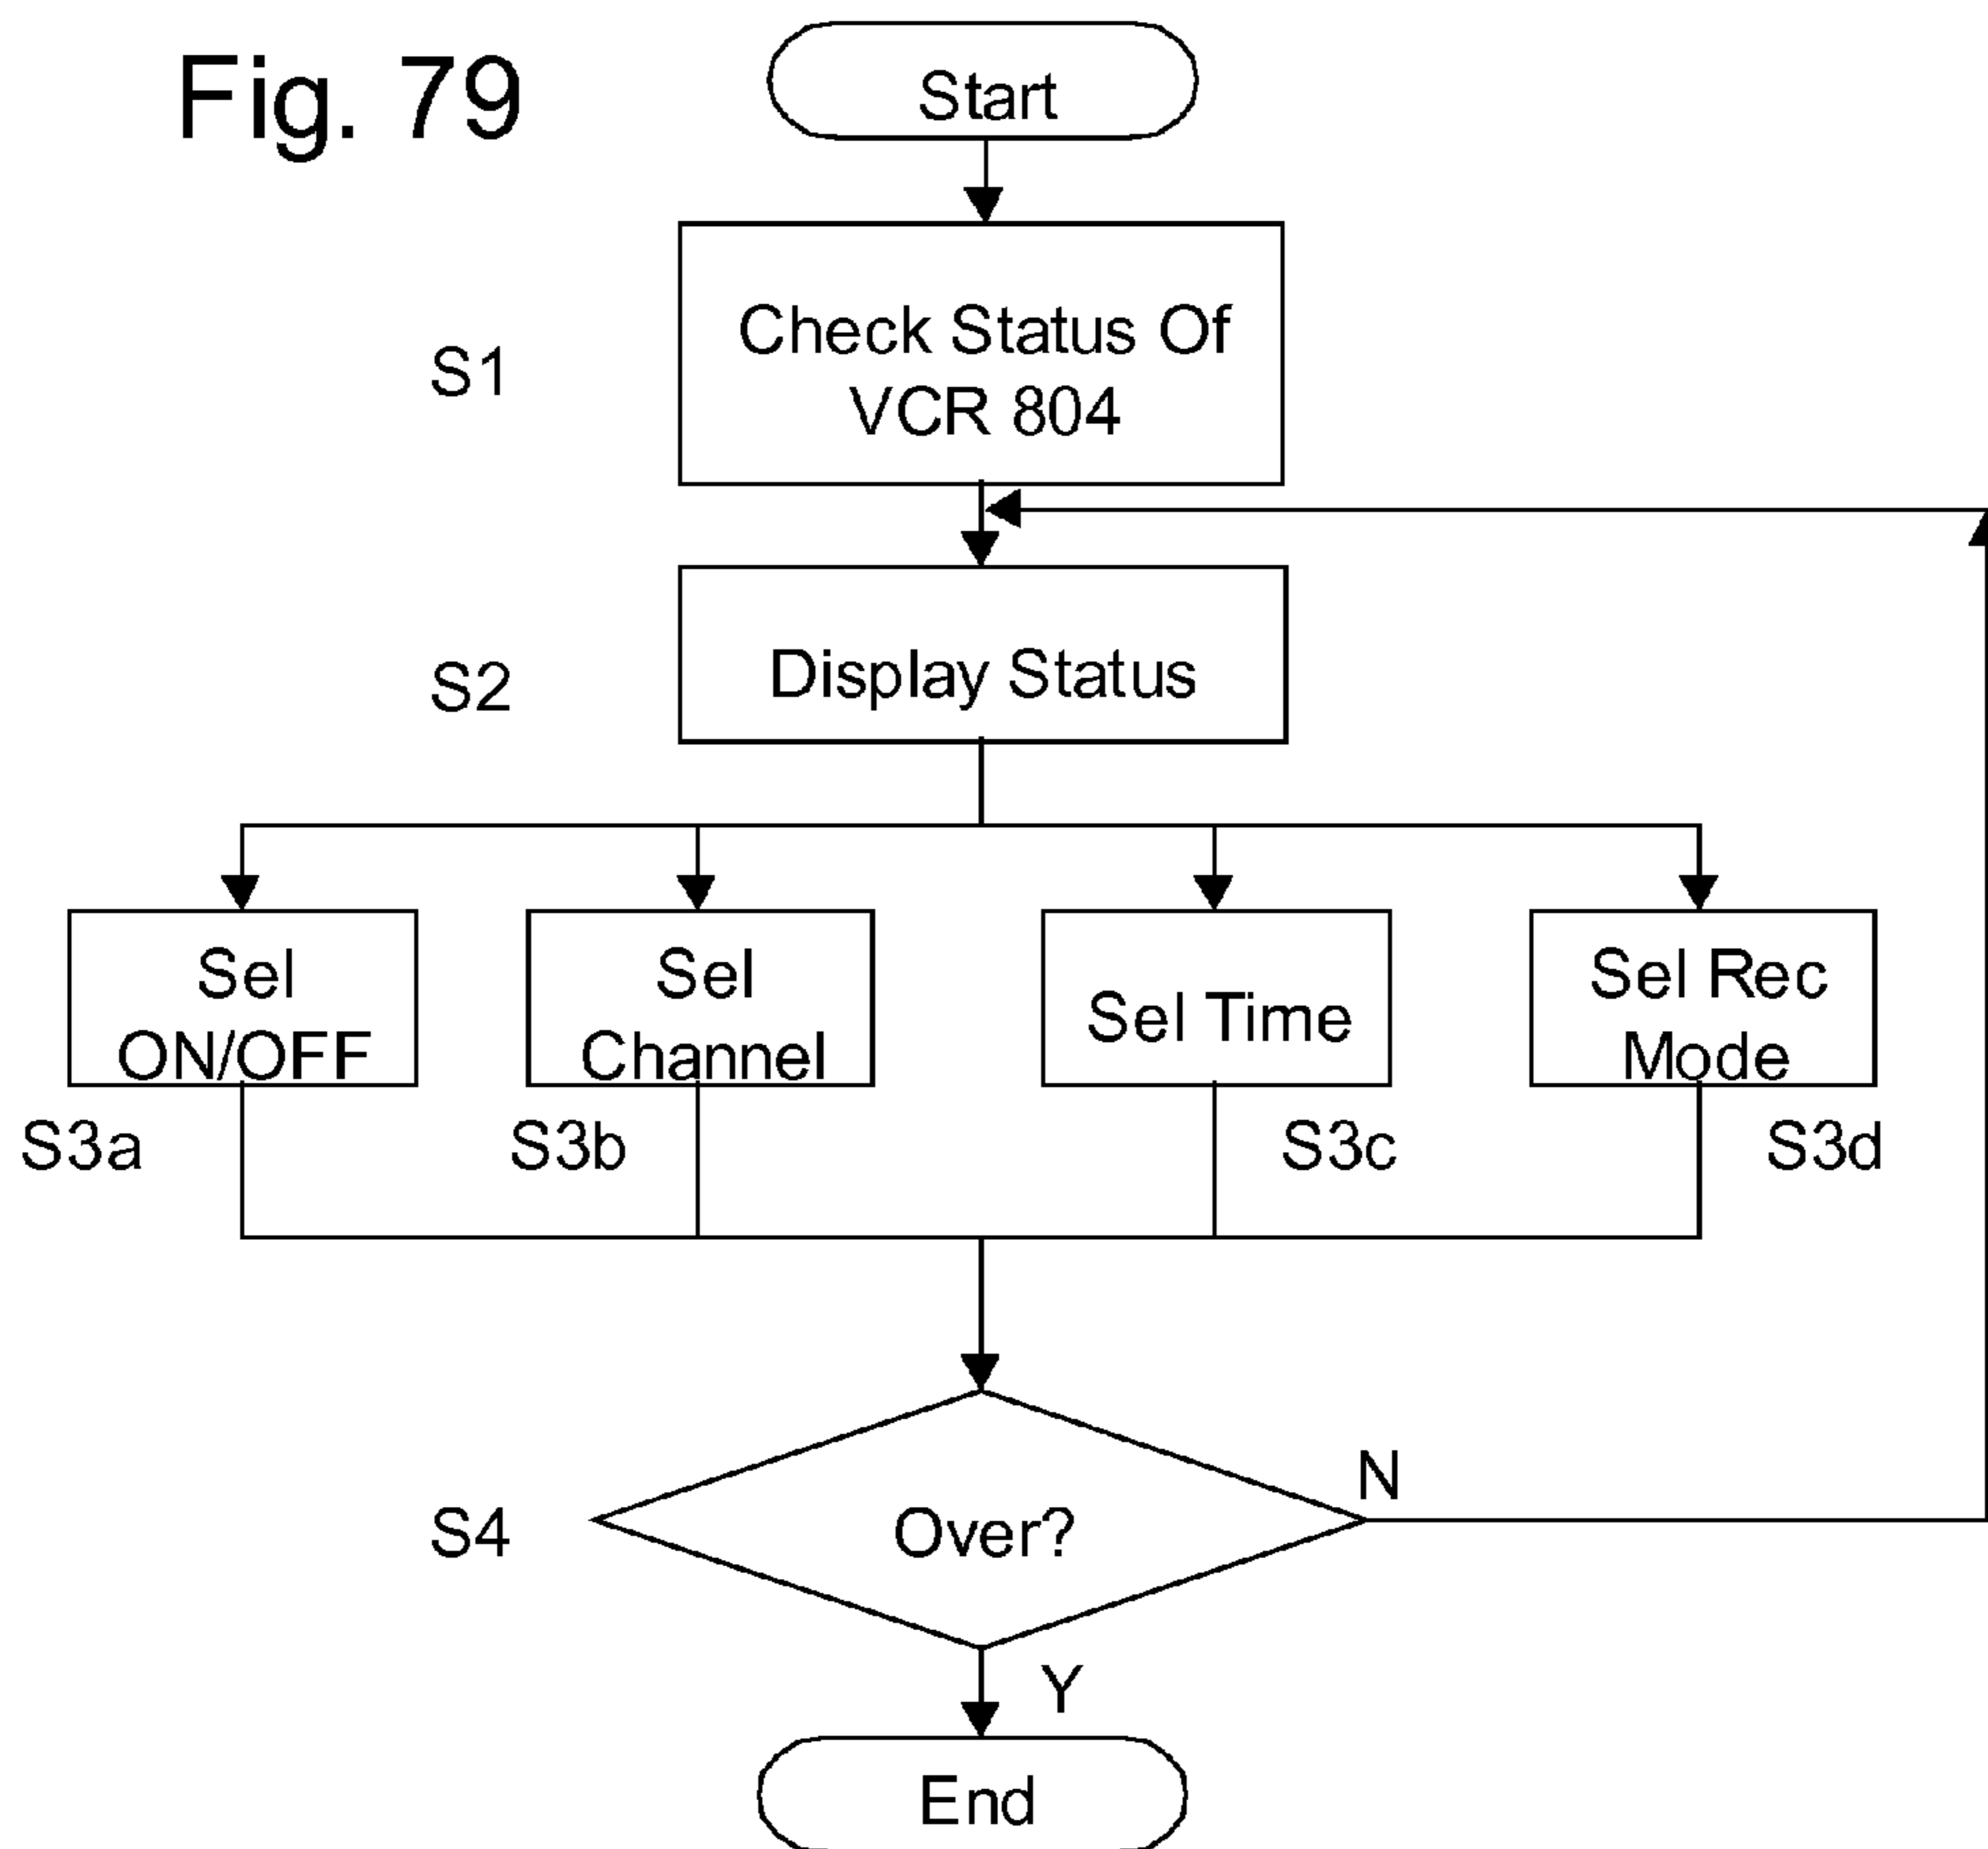 Fig. 79
Start
S1
Check Status Of
VCR 804
S2
Display Status
Sel
ON/OFF
Sel
Channel
Sel Time
Sel Rec
Mode
S3a
S3b
S3c
S3d
S4
Over?
N
Y
End